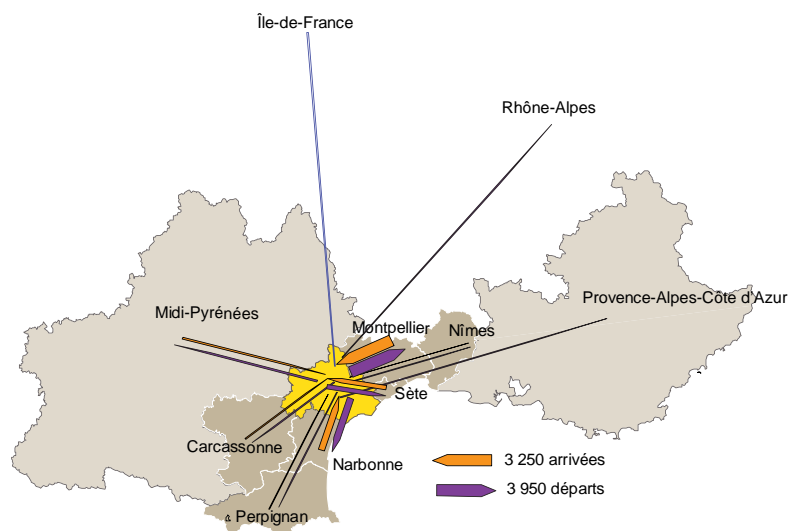 Île-de-France
Rhône-Alpes
Provence-Alpes-Côte d'Azur
Midi-Pyrénées
Montpellier
Nîmes
Sète
Carcassonne
Narbonne
3 250 arrivées
3 950 départs
Perpignan